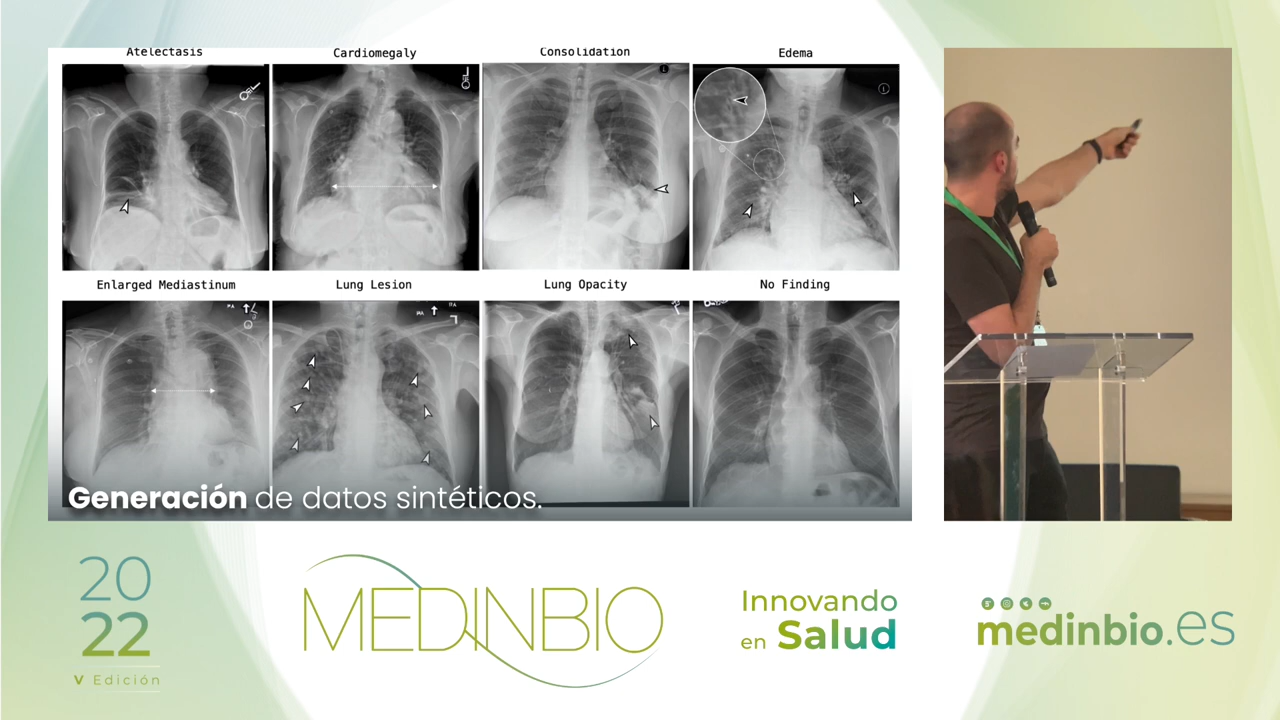 Atelectasis
Cardiomegaly
Consolidation
Edema
Enlarged Mediastinum
Lung Lesion
Lung Opacity
No Finding
Generación de datos sintéticos.
20
22
V Edición
MEDINBIO
Innovando
en Salud
medinbio.es